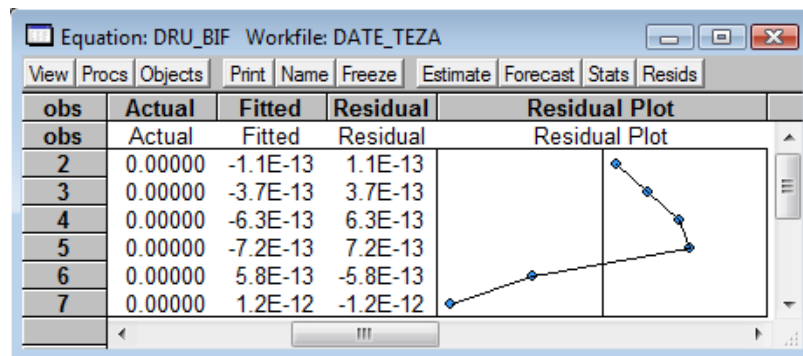 Equation: DRU_BIF Workfile: DATE_TEZA
View Procs Objects Print Name Freeze Estimate Forecast Stats Resids
obs Actual Fitted Residual Residual Plot
obs Actual Fitted Residual Residual Plot
2 0.00000 -1.1E-13 1.1E-13
3 0.00000 -3.7E-13 3.7E-13
4 0.00000 -6.3E-13 6.3E-13
5 0.00000 -7.2E-13 7.2E-13
6 0.00000 5.8E-13 -5.8E-13
7 0.00000 1.2E-12 -1.2E-12